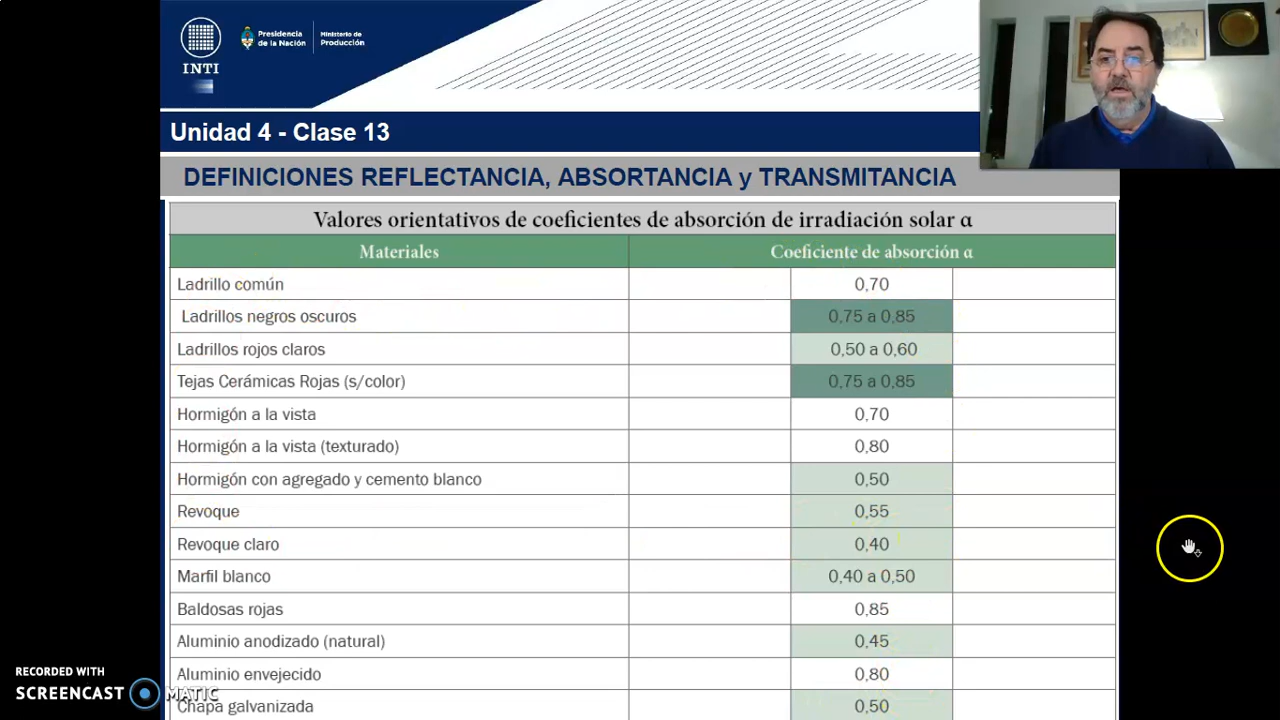 INTI
Presidencia
de la Nación
Ministerio de
Producción
Unidad 4 - Clase 13
DEFINICIONES REFLECTANCIA, ABSORTANCIA y TRANSMITANCIA
Valores orientativos de coeficientes de absorción de irradiación solar α
Materiales Coeficiente de absorción α
Ladrillo común 0,70
Ladrillos negros oscuros 0,75 a 0,85
Ladrillos rojos claros 0,50 a 0,60
Tejas Cerámicas Rojas (s/color) 0,75 a 0,85
Hormigón a la vista 0,70
Hormigón a la vista (texturado) 0,80
Hormigón con agregado y cemento blanco 0,50
Revoque 0,55
Revoque claro 0,40
Marfil blanco 0,40 a 0,50
Baldosas rojas 0,85
Aluminio anodizado (natural) 0,45
Aluminio envejecido 0,80
Chapa galvanizada 0,50
RECORDED WITH
SCREENCAST MATIC